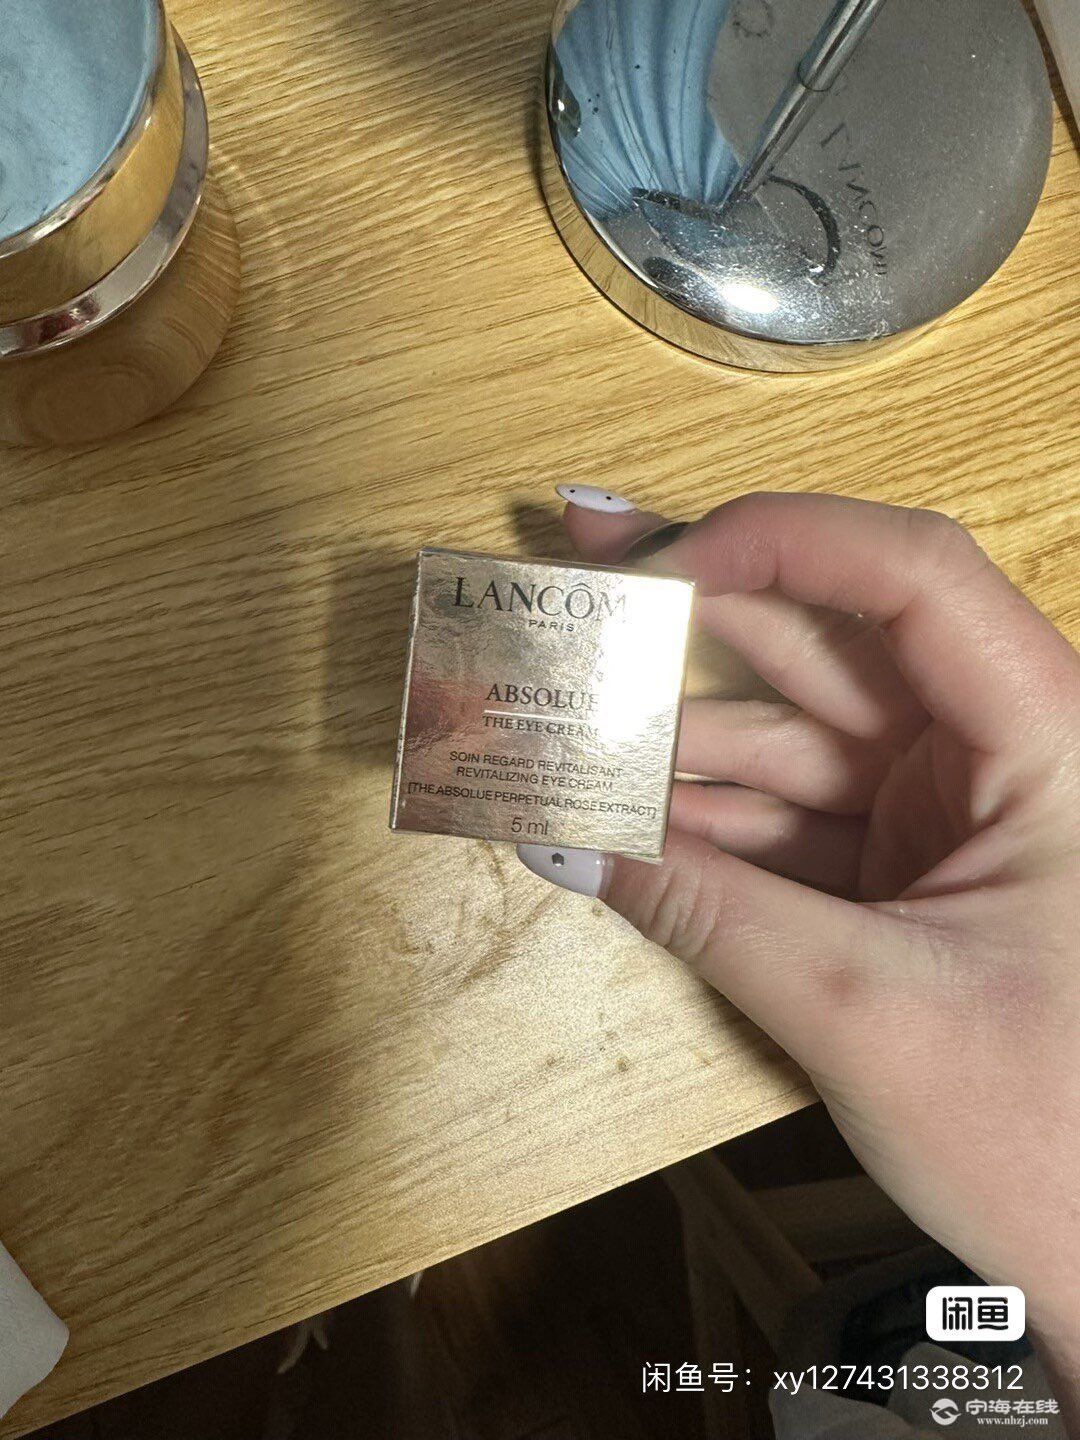 LANCÔM
PARIS
ABSOLUE
THE EYE CREAM
SOIN REGARD REVITALISANT
REVITALIZING EYE CREAM
[THE ABSOLUE PERPETUAL ROSE EXTRACT]
5 ml
闲鱼
闲鱼号：xy127431338312
宁海在线
www.nhzj.com